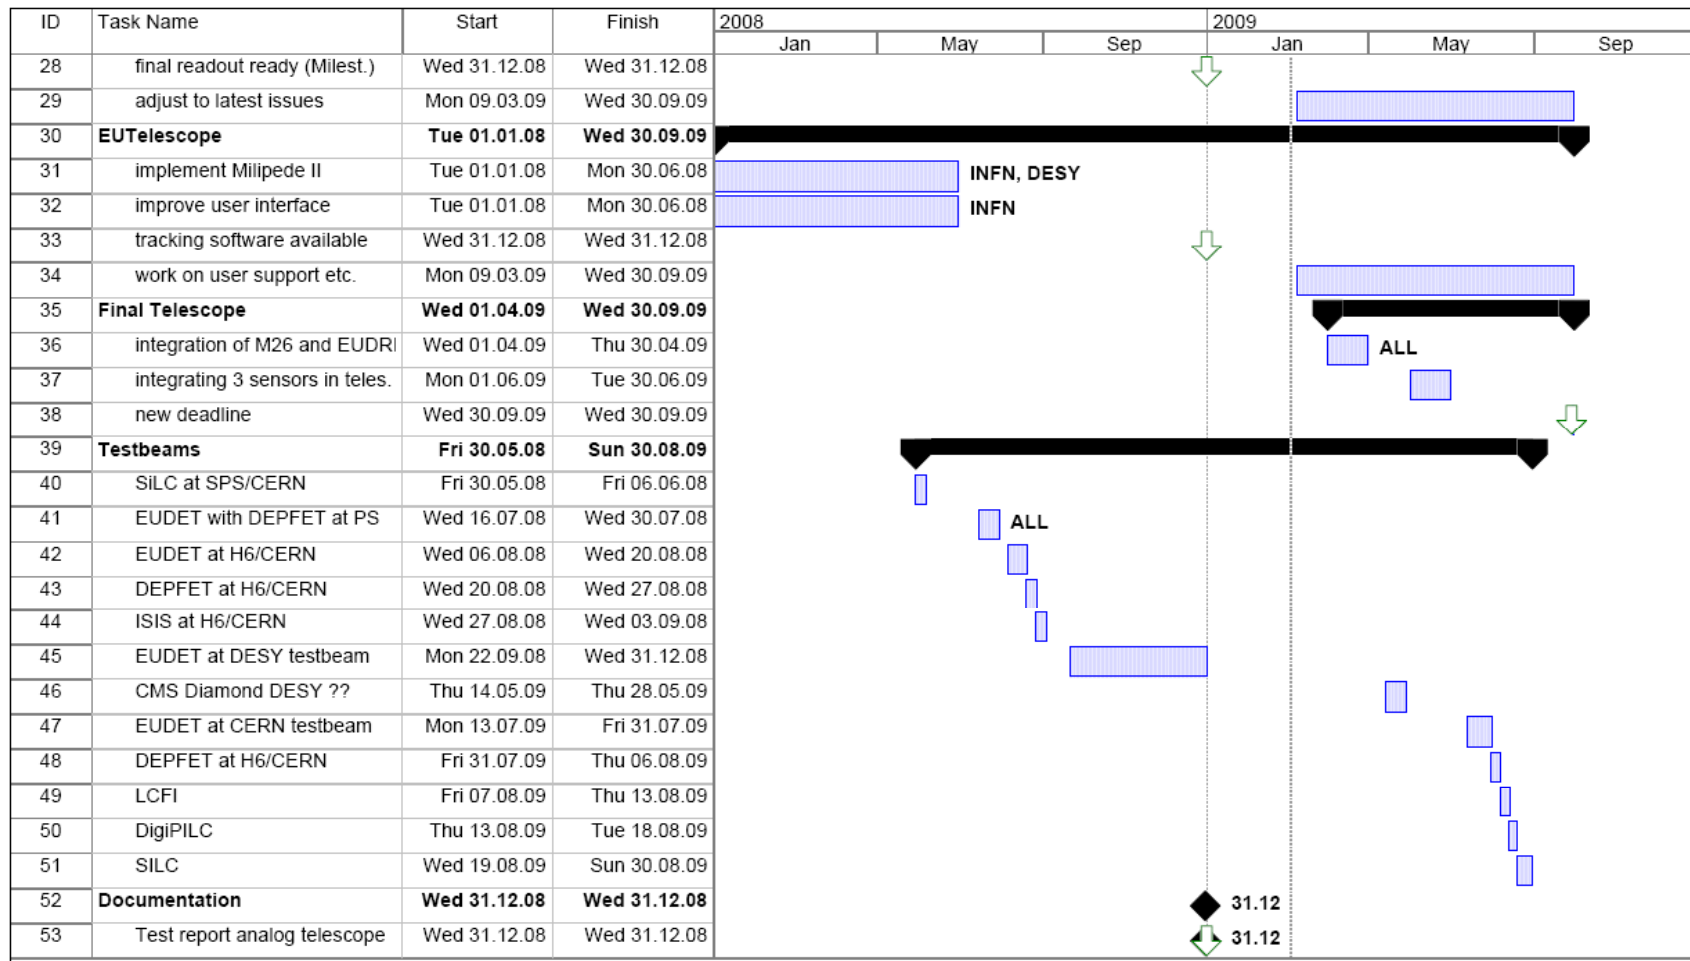 ID Task Name Start Finish 2008 2009
Jan May Sep Jan May Sep
28 final readout ready (Milest.) Wed 31.12.08 Wed 31.12.08
29 adjust to latest issues Mon 09.03.09 Wed 30.09.09
30 EUTelescope Tue 01.01.08 Wed 30.09.09
31 implement Milipede II Tue 01.01.08 Mon 30.06.08 INFN, DESY
32 improve user interface Tue 01.01.08 Mon 30.06.08 INFN
33 tracking software available Wed 31.12.08 Wed 31.12.08
34 work on user support etc. Mon 09.03.09 Wed 30.09.09
35 Final Telescope Wed 01.04.09 Wed 30.09.09
36 integration of M26 and EUDRI Wed 01.04.09 Thu 30.04.09 ALL
37 integrating 3 sensors in teles. Mon 01.06.09 Tue 30.06.09
38 new deadline Wed 30.09.09 Wed 30.09.09
39 Testbeams Fri 30.05.08 Sun 30.08.09
40 SiLC at SPS/CERN Fri 30.05.08 Fri 06.06.08
41 EUDET with DEPFET at PS Wed 16.07.08 Wed 30.07.08 ALL
42 EUDET at H6/CERN Wed 06.08.08 Wed 20.08.08
43 DEPFET at H6/CERN Wed 20.08.08 Wed 27.08.08
44 ISIS at H6/CERN Wed 27.08.08 Wed 03.09.08
45 EUDET at DESY testbeam Mon 22.09.08 Wed 31.12.08
46 CMS Diamond DESY ?? Thu 14.05.09 Thu 28.05.09
47 EUDET at CERN testbeam Mon 13.07.09 Fri 31.07.09
48 DEPFET at H6/CERN Fri 31.07.09 Thu 06.08.09
49 LCFI Fri 07.08.09 Thu 13.08.09
50 DigiPILC Thu 13.08.09 Tue 18.08.09
51 SILC Wed 19.08.09 Sun 30.08.09
52 Documentation Wed 31.12.08 Wed 31.12.08 31.12
53 Test report analog telescope Wed 31.12.08 Wed 31.12.08 31.12